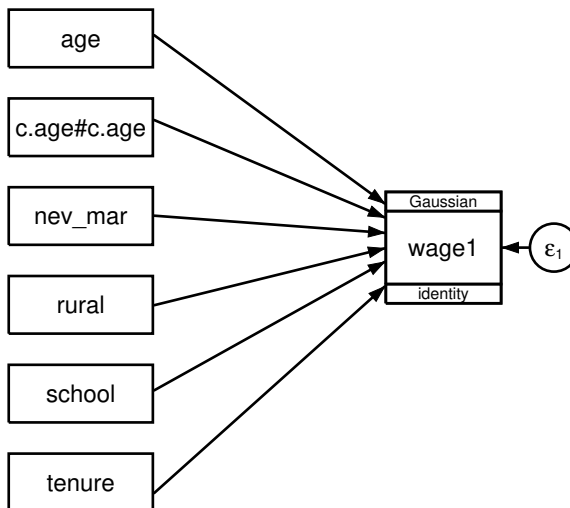 age
c.age#c.age
nev_mar
rural
school
tenure
Gaussian
wage1
identity
ε₁